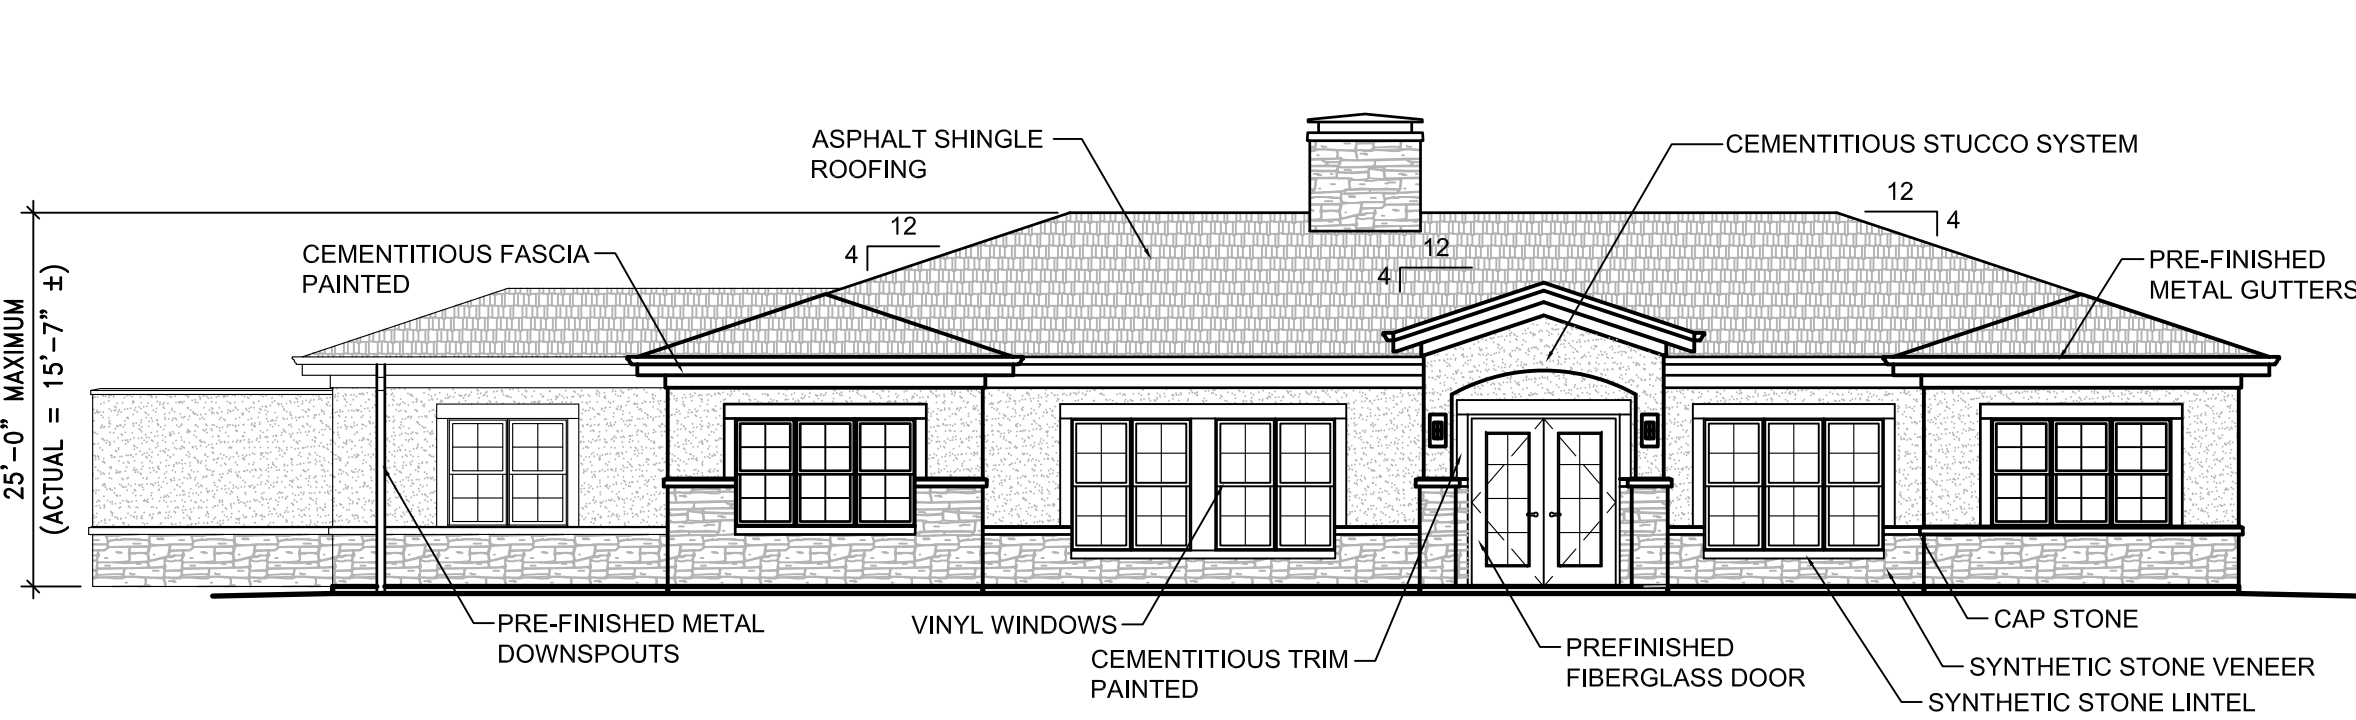 ASPHALT SHINGLE
ROOFING
CEMENTITIOUS STUCCO SYSTEM
12
4
12
4
12
4
CEMENTITIOUS FASCIA
PAINTED
PRE-FINISHED
METAL GUTTERS
25'-0" MAXIMUM
(ACTUAL = 15'-7" ±)
PRE-FINISHED METAL
DOWNSPOUTS
VINYL WINDOWS
CEMENTITIOUS TRIM
PAINTED
PREFINISHED
FIBERGLASS DOOR
CAP STONE
SYNTHETIC STONE VENEER
SYNTHETIC STONE LINTEL